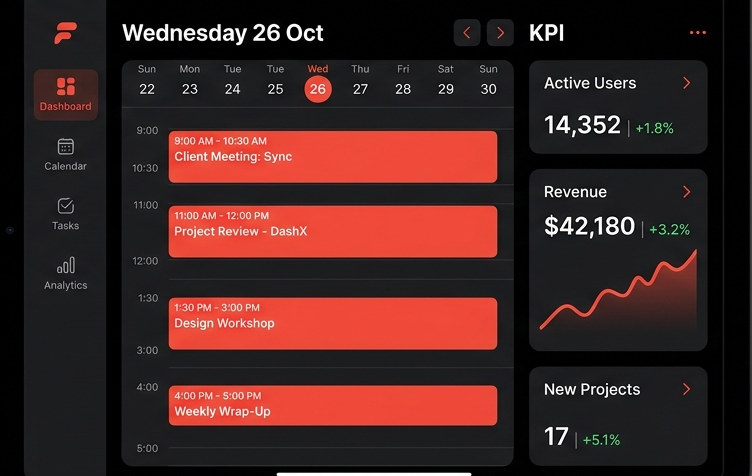 Wednesday 26 Oct
KPI
Dashboard
Calendar
Tasks
Analytics
Sun Mon Tue Tue Wed Thu Fri Sat Sun
22 23 24 25 26 27 28 29 30
9:00
9:00 AM - 10:30 AM
Client Meeting: Sync
10:30
11:00
11:00 AM - 12:00 PM
Project Review - DashX
12:00
1:30
1:30 PM - 3:00 PM
Design Workshop
3:00
4:00
4:00 PM - 5:00 PM
Weekly Wrap-Up
5:00
Active Users
14,352 | +1.8%
Revenue
$42,180 | +3.2%
New Projects
17 | +5.1%